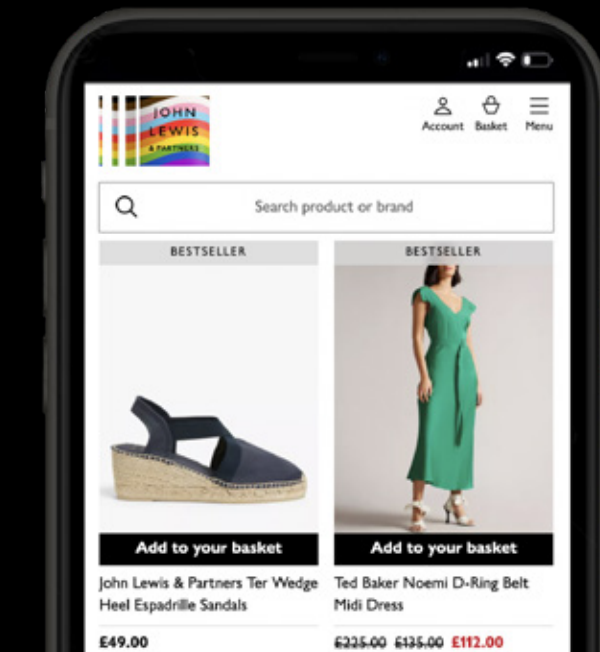 JOHN
LEWIS
& PARTNERS
Account Basket Menu
Search product or brand
BESTSELLER
BESTSELLER
Add to your basket
Add to your basket
John Lewis & Partners Ter Wedge
Heel Espadrille Sandals
Ted Baker Noemi D-Ring Belt
Midi Dress
£49.00
£225.00 £135.00 £112.00